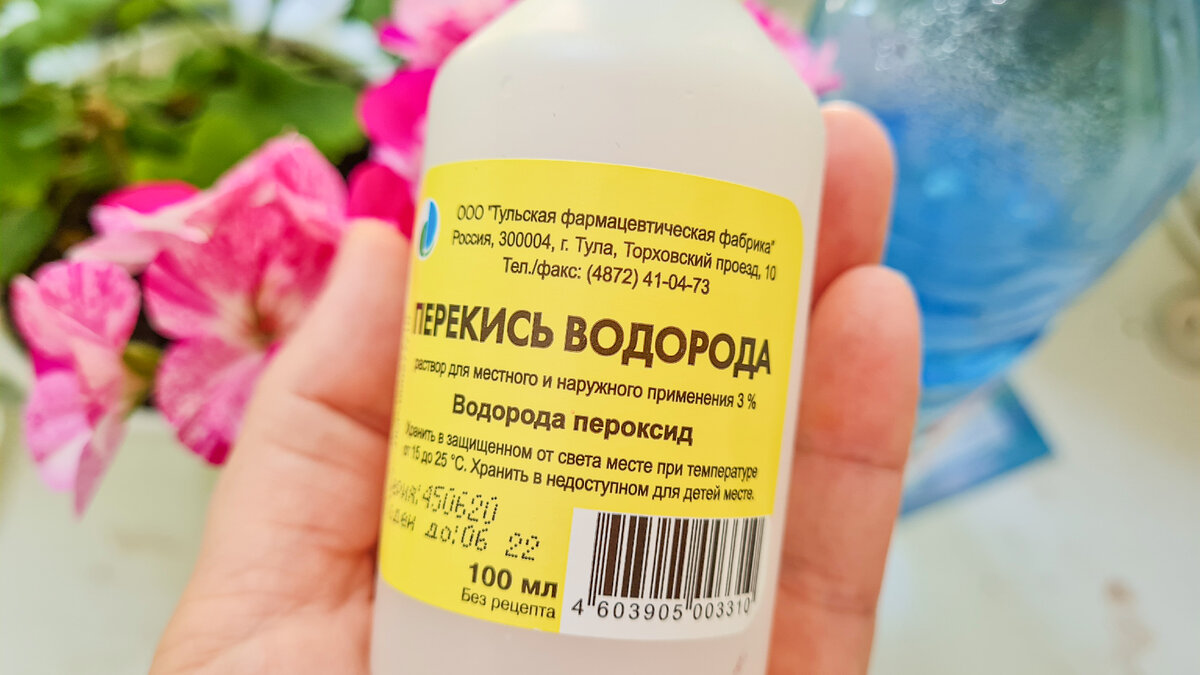 ООО "Тульская фармацевтическая фабрика"
Россия, 300004, г. Тула, Торховский проезд, 10
Тел./факс: (4872) 41-04-73
ПЕРЕКИСЬ ВОДОРОДА
раствор для местного и наружного применения 3 %
Водорода пероксид
Хранить в защищенном от света месте при температуре
от 15 до 25 °С. Хранить в недоступном для детей месте.
450620
до: 06 22
100 мл
Без рецепта
4 603905 003310